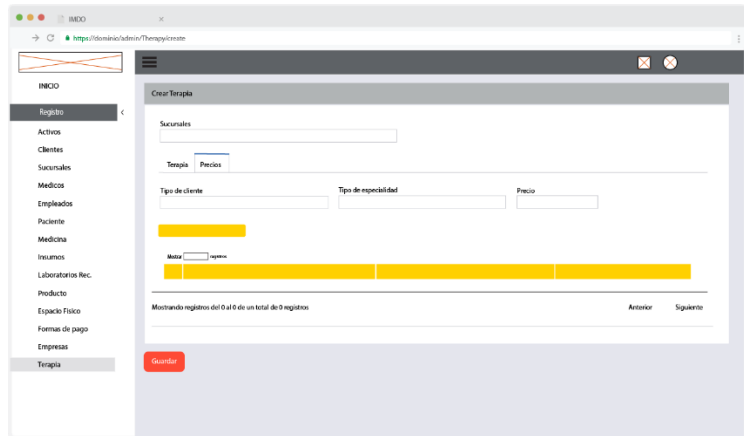 IMDO
https://dominio/admin/Therapy/create
INICIO
Registro
Activos
Clientes
Sucursales
Medicos
Empleados
Paciente
Medicina
Insumos
Laboratorios Rec.
Producto
Espacio Fisico
Formas de pago
Empresas
Terapia
Crear Terapia
Sucursales
Terapia Precios
Tipo de cliente Tipo de especialidad Precio
Mostrar registros
Mostrando registros del 0 al 0 de un total de 0 registros Anterior Siguiente
Guardar